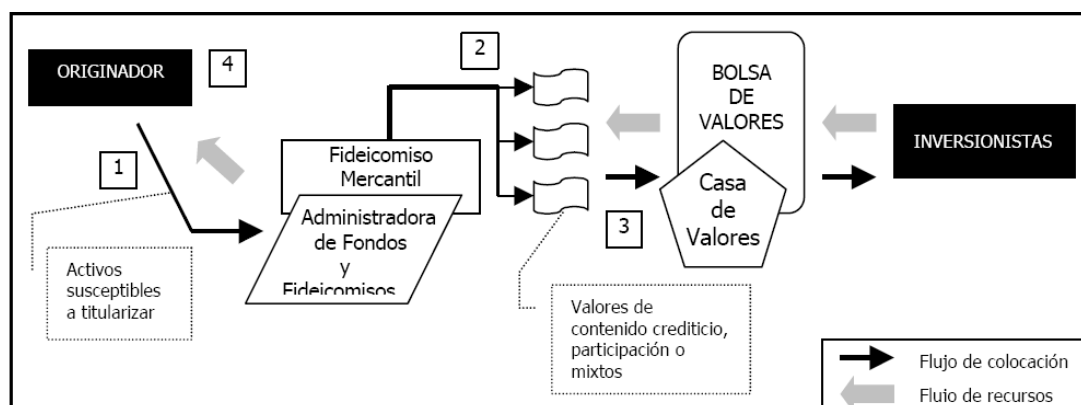 ORIGINADOR
4
1
Activos
susceptibles
a titularizar
Fideicomiso
Mercantil
Administradora
de Fondos
y
Fideicomisos
2
BOLSA
DE
VALORES
Casa
de
Valores
3
Valores de
contenido crediticio,
participación o
mixtos
INVERSIONISTAS
Flujo de colocación
Flujo de recursos